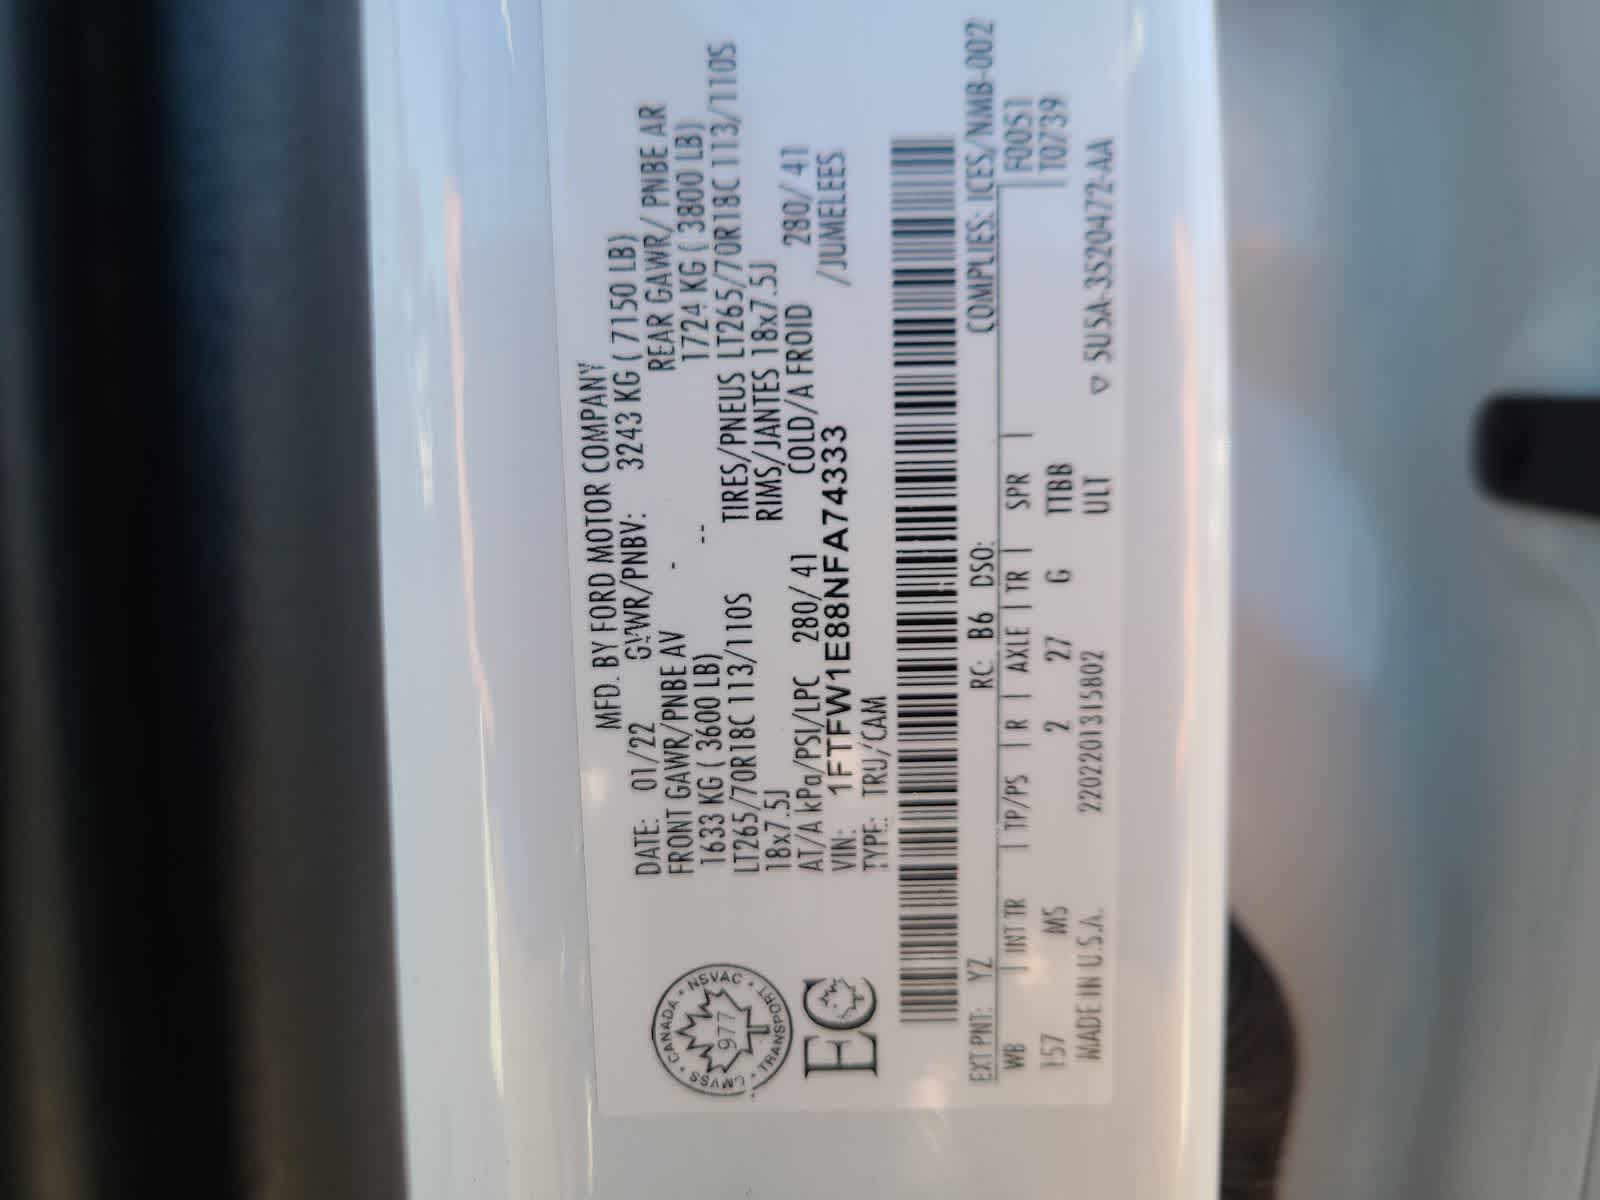 MFD. BY FORD MOTOR COMPANY
DATE: 01/22 GVWR/PNBV: 3243 KG ( 7150 LB)
FRONT GAWR/PNBE AV - REAR GAWR/ PNBE AR
1633 KG ( 3600 LB) -- 1724 KG ( 3800 LB)
LT265/70R18C 113/110S TIRES/PNEUS LT265/70R18C 113/110S
18x7.5J RIMS/JANTES 18x7.5J
AT/A kPa/PSI/LPC 280/ 41 COLD/A FROID 280/ 41
VIN: 1FTFW1E88NFA74333 /JUMELEES
TYPE: TRU/CAM
CMVSS • CANADA • NSVAC • TRANSPORT •
977
EC
EXT PNT: YZ RC: B6 DSO: COMPLIES: ICES/NMB-002
WB | INT TR | TP/PS | R | AXLE | TR | SPR | F0051
157 M5 2 27 G TTBB T0739
ULT
MADE IN U.S.A. 220220131S802 ▽ 5U5A-3520472-AA